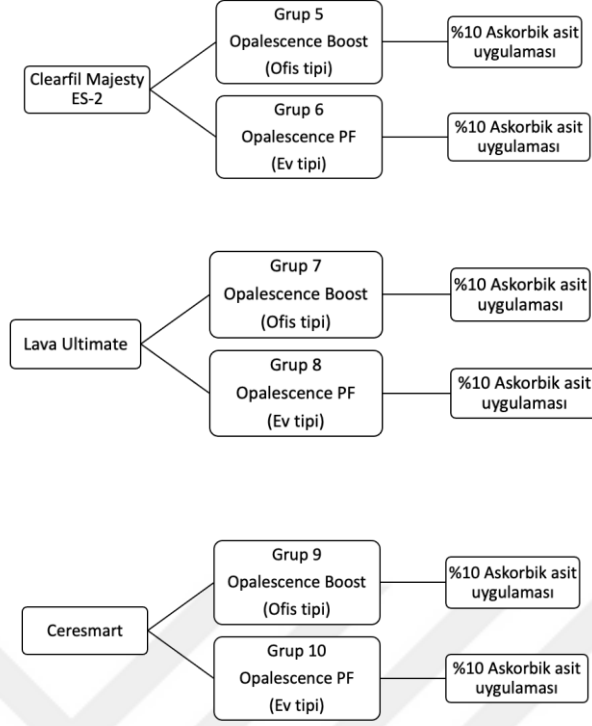 Clearfil Majesty
ES-2
Grup 5
Opalescence Boost
(Ofis tipi)
%10 Askorbik asit
uygulaması
Grup 6
Opalescence PF
(Ev tipi)
%10 Askorbik asit
uygulaması
Lava Ultimate
Grup 7
Opalescence Boost
(Ofis tipi)
%10 Askorbik asit
uygulaması
Grup 8
Opalescence PF
(Ev tipi)
%10 Askorbik asit
uygulaması
Ceresmart
Grup 9
Opalescence Boost
(Ofis tipi)
%10 Askorbik asit
uygulaması
Grup 10
Opalescence PF
(Ev tipi)
%10 Askorbik asit
uygulaması